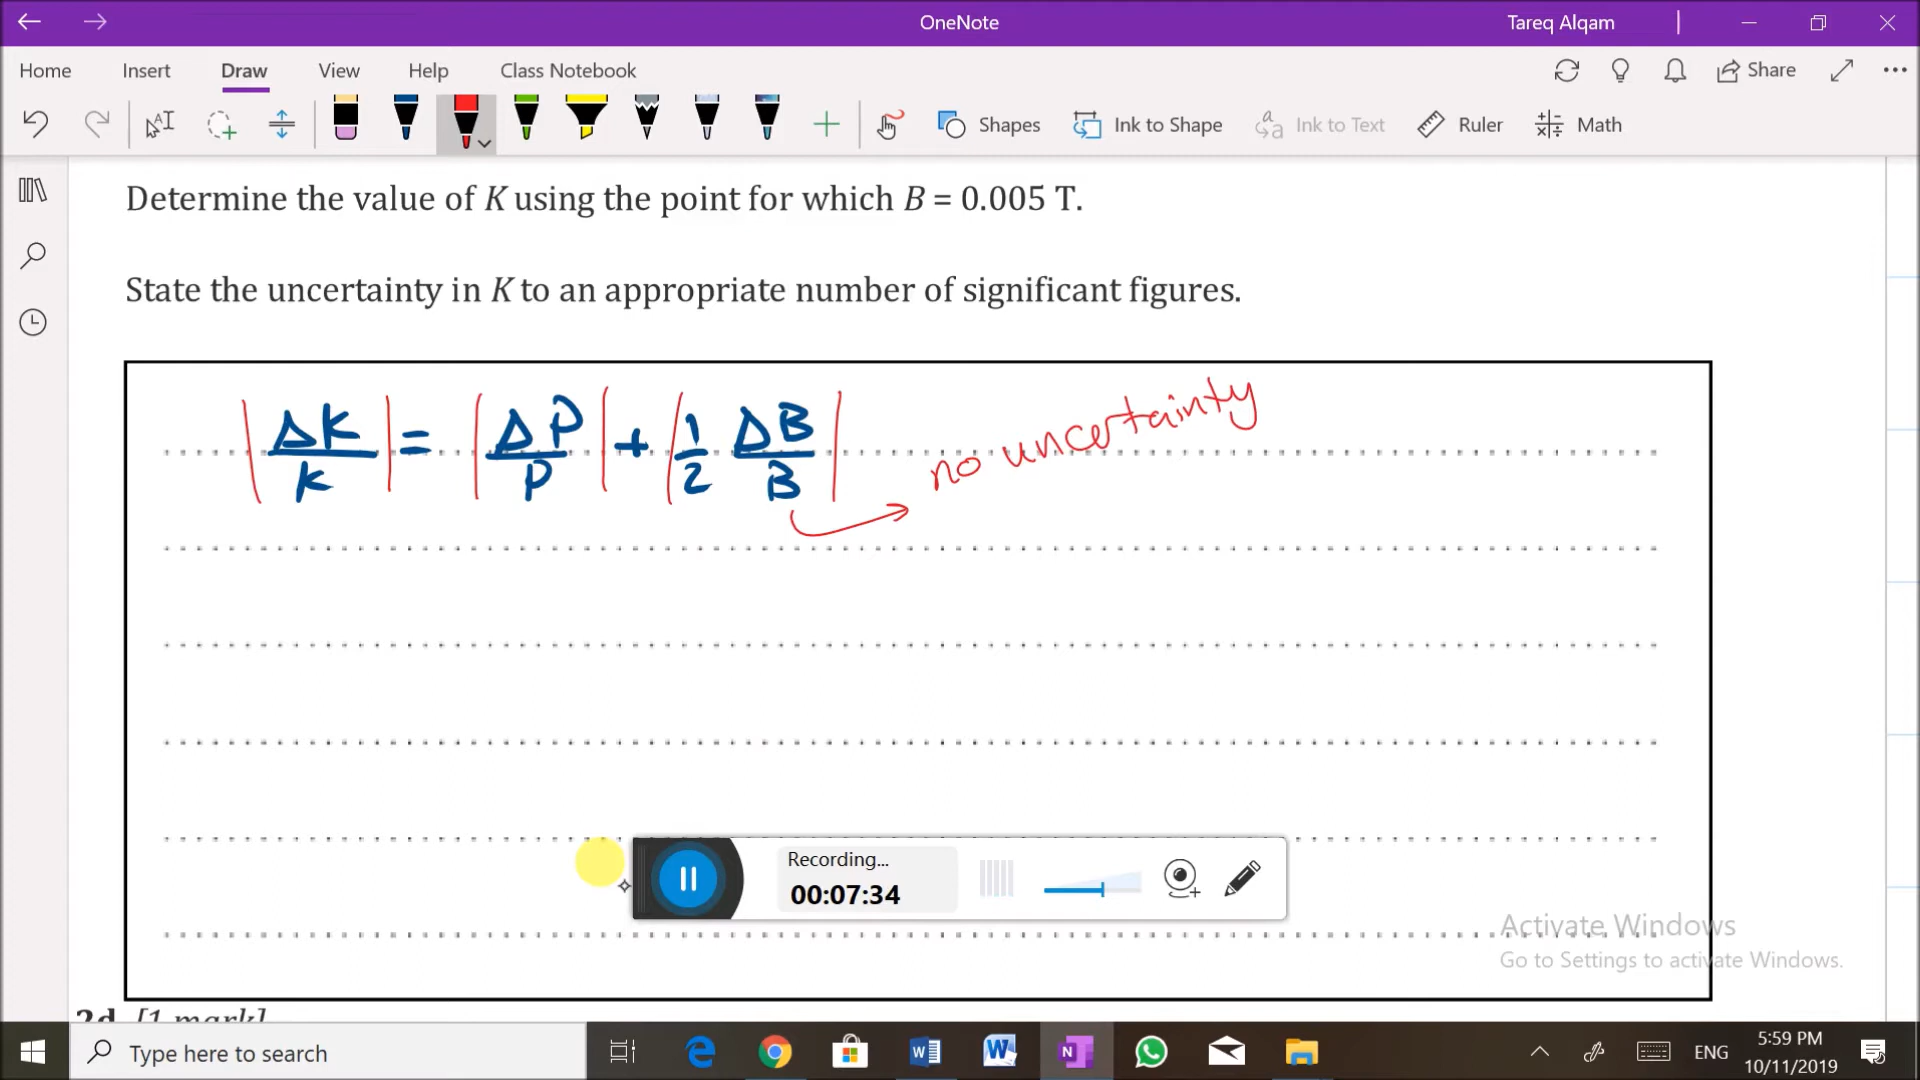 OneNote
Tareq Alqam
Home Insert Draw View Help Class Notebook Share
Shapes Ink to Shape Ink to Text Ruler Math
Determine the value of K using the point for which B = 0.005 T.
State the uncertainty in K to an appropriate number of significant figures.
|ΔK/K| = |ΔP/P| + |1/2 ΔB/B|
no uncertainty
Recording...
00:07:34
Activate Windows
Go to Settings to activate Windows.
2d. [1 mark]
Type here to search
ENG
5:59 PM
10/11/2019